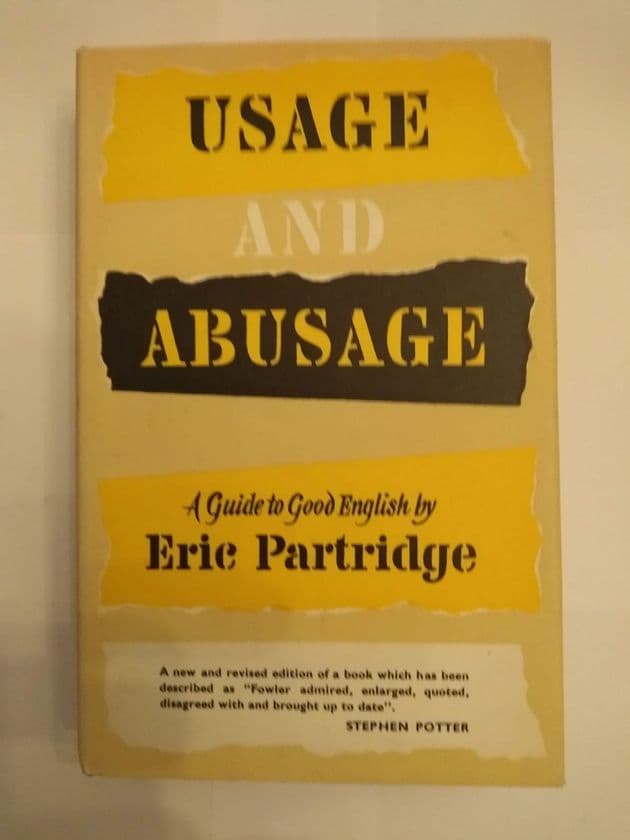 USAGE
AND
ABUSAGE
A Guide to Good English by
Eric Partridge
A new and revised edition of a book which has been
described as "Fowler admired, enlarged, quoted,
disagreed with and brought up to date".
STEPHEN POTTER